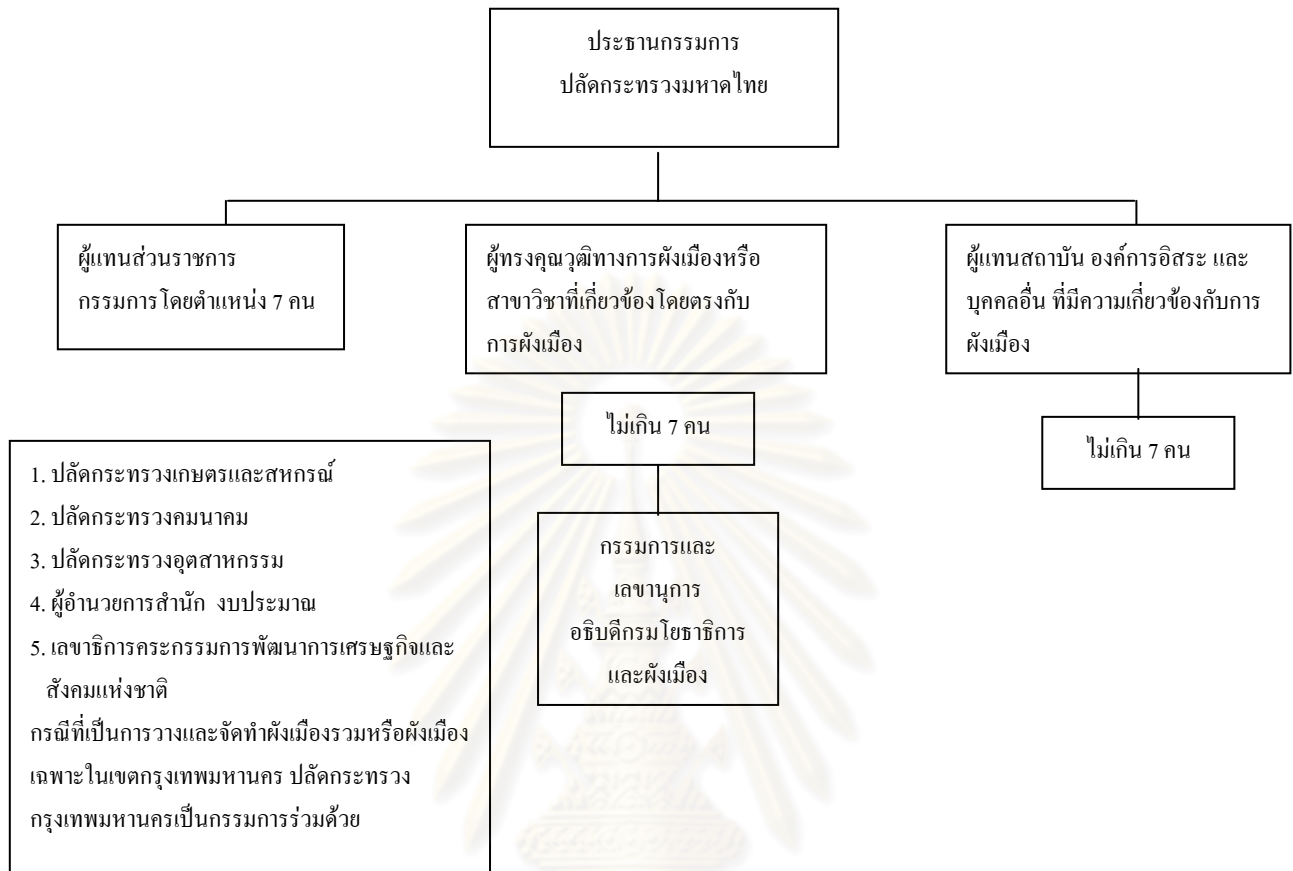 ประธานกรรมการ
ปลัดกระทรวงมหาดไทย
ผู้แทนส่วนราชการ
กรรมการโดยตำแหน่ง 7 คน
ผู้ทรงคุณวุฒิทางการผังเมืองหรือ
สาขาวิชาที่เกี่ยวข้องโดยตรงกับ
การผังเมือง
ผู้แทนสถาบัน องค์การอิสระ และ
บุคคลอื่น ที่มีความเกี่ยวข้องกับการ
ผังเมือง
ไม่เกิน 7 คน
ไม่เกิน 7 คน
1. ปลัดกระทรวงเกษตรและสหกรณ์
2. ปลัดกระทรวงคมนาคม
3. ปลัดกระทรวงอุตสาหกรรม
4. ผู้อำนวยการสำนัก งบประมาณ
5. เลขาธิการคระกรรมการพัฒนาการเศรษฐกิจและ
สังคมแห่งชาติ
กรณีที่เป็นการวางและจัดทำผังเมืองรวมหรือผังเมือง
เฉพาะในเขตกรุงเทพมหานคร ปลัดกระทรวง
กรุงเทพมหานครเป็นกรรมการร่วมด้วย
กรรมการและ
เลขานุการ
อธิบดีกรมโยธาธิการ
และผังเมือง